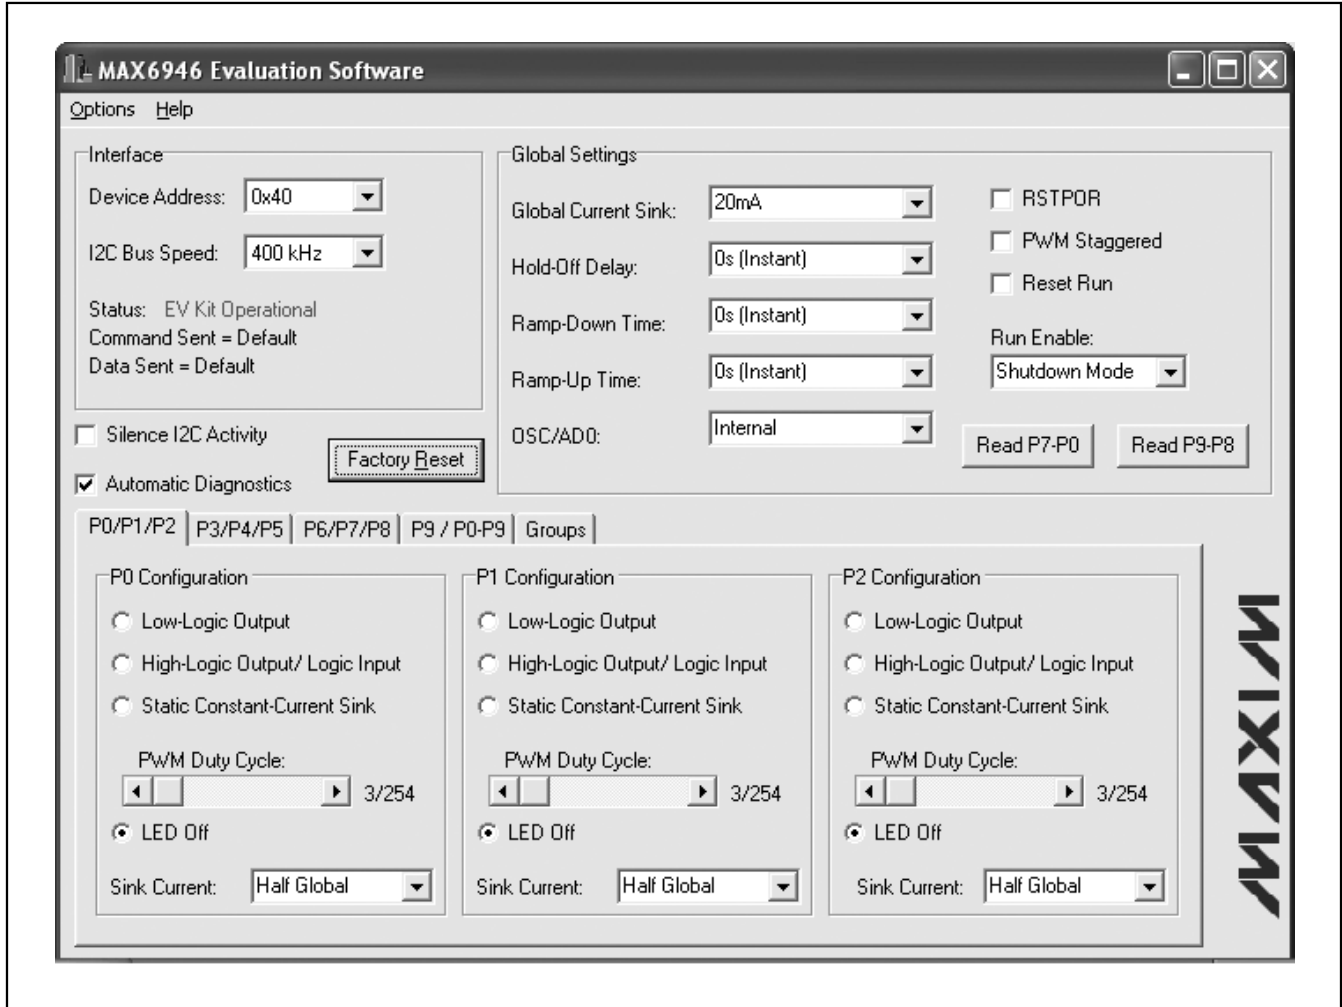 MAX6946 Evaluation Software
Options Help
Interface
Device Address: 0x40
I2C Bus Speed: 400 kHz
Status: EV Kit Operational
Command Sent = Default
Data Sent = Default
Silence I2C Activity
Factory Reset
Automatic Diagnostics
Global Settings
Global Current Sink: 20mA
Hold-Off Delay: 0s (Instant)
Ramp-Down Time: 0s (Instant)
Ramp-Up Time: 0s (Instant)
OSC/AD0: Internal
RSTPOR
PWM Staggered
Reset Run
Run Enable:
Shutdown Mode
Read P7-P0 Read P9-P8
P0/P1/P2 P3/P4/P5 P6/P7/P8 P9 / P0-P9 Groups
P0 Configuration
Low-Logic Output
High-Logic Output/ Logic Input
Static Constant-Current Sink
PWM Duty Cycle:
3/254
LED Off
Sink Current: Half Global
P1 Configuration
Low-Logic Output
High-Logic Output/ Logic Input
Static Constant-Current Sink
PWM Duty Cycle:
3/254
LED Off
Sink Current: Half Global
P2 Configuration
Low-Logic Output
High-Logic Output/ Logic Input
Static Constant-Current Sink
PWM Duty Cycle:
3/254
LED Off
Sink Current: Half Global
MAXIM